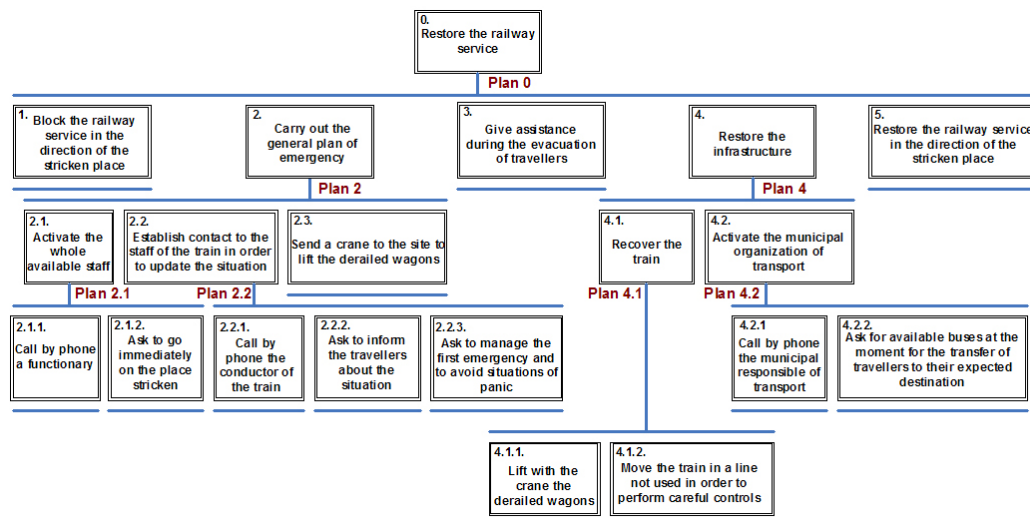 0.
Restore the railway
service
Plan 0
1.
Block the railway
service in the
direction of the
stricken place
2.
Carry out the
general plan of
emergency
3.
Give assistance
during the evacuation
of travellers
4.
Restore the
infrastructure
5.
Restore the railway service
in the direction of the
stricken place
Plan 2
Plan 4
2.1.
Activate the
whole
available staff
2.2.
Establish contact to the
staff of the train in order
to update the situation
2.3.
Send a crane to the site to
lift the derailed wagons
4.1.
Recover the
train
4.2.
Activate the municipal
organization of
transport
Plan 2.1
Plan 2.2
Plan 4.1
Plan 4.2
2.1.1.
Call by phone
a functionary
2.1.2.
Ask to go
immediately
on the place
stricken
2.2.1.
Call by
phone the
conductor of
the train
2.2.2.
Ask to inform
the travellers
about the
situation
2.2.3.
Ask to manage the
first emergency and
to avoid situations of
panic
4.2.1
Call by phone
the municipal
responsible of
transport
4.2.2.
Ask for available buses at the
moment for the transfer of
travellers to their expected
destination
4.1.1.
Lift with the
crane the
derailed wagons
4.1.2.
Move the train in a line
not used in order to
perform careful controls